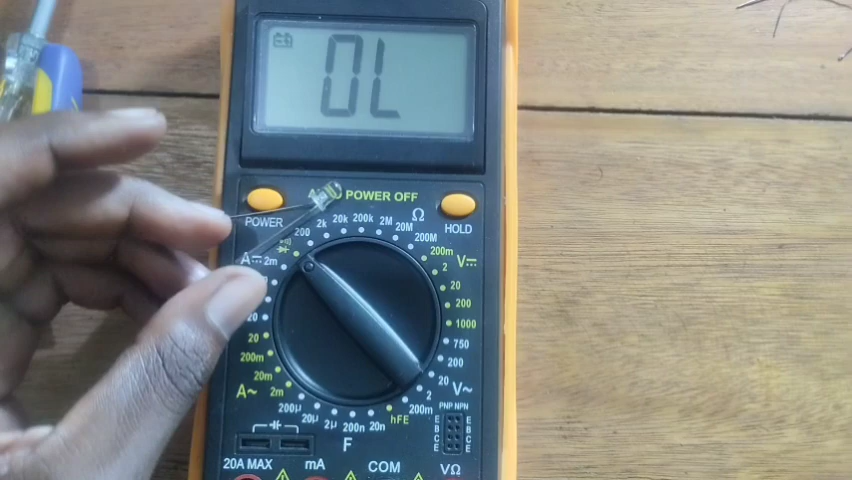 OL
POWER OFF
POWER
HOLD
Ω
200
2k
20k
200k
2M
20M
200M
A⎓
2m
20
20
200m
20m
2m
A~
200m
2
20
200
1000
V⎓
750
200
20
2
200m
V~
200µ
20µ
2µ
200n
20n
hFE
F
PNP NPN
E E
B B
C C
E E
20A MAX
mA
COM
VΩ